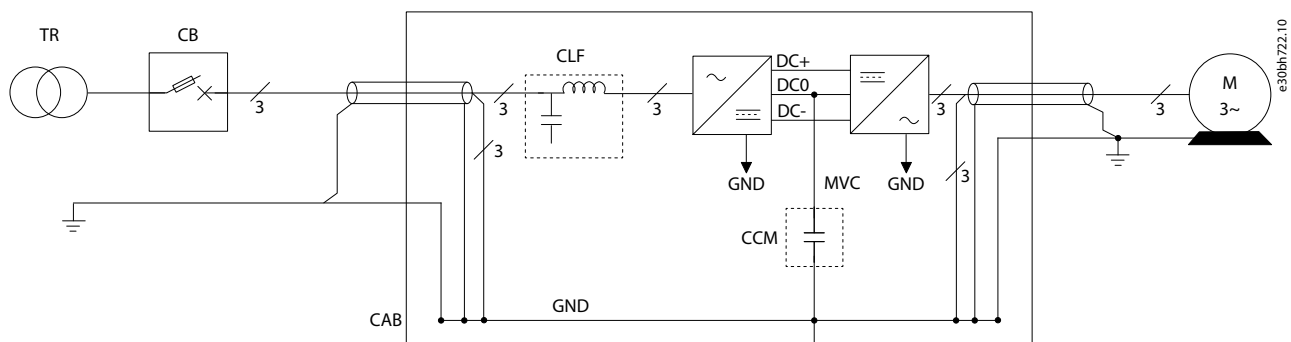 TR
CB
CLF
DC+
DC0
DC-
M
3~
3
3
3
3
3
3
3
GND
MVC
GND
CCM
GND
CAB
e30bh722.10